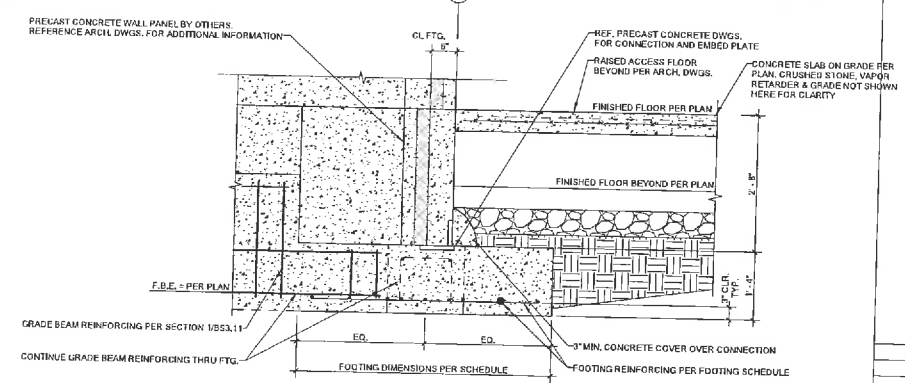 PRECAST CONCRETE WALL PANEL BY OTHERS.
REFERENCE ARCH. DWGS. FOR ADDITIONAL INFORMATION
CL FTG.
6"
REF. PRECAST CONCRETE DWGS.
FOR CONNECTION AND EMBED PLATE
RAISED ACCESS FLOOR
BEYOND PER ARCH. DWGS.
CONCRETE SLAB ON GRADE PER
PLAN. CRUSHED STONE, VAPOR
RETARDER & GRADE NOT SHOWN
HERE FOR CLARITY
FINISHED FLOOR PER PLAN
FINISHED FLOOR BEYOND PER PLAN
2'-8"
F.B.E. = PER PLAN
3" CLR.
TYP.
1'-4"
GRADE BEAM REINFORCING PER SECTION 1/BS3.11
EQ.
EQ.
3" MIN. CONCRETE COVER OVER CONNECTION
CONTINUE GRADE BEAM REINFORCING THRU FTG.
FOOTING DIMENSIONS PER SCHEDULE
FOOTING REINFORCING PER FOOTING SCHEDULE